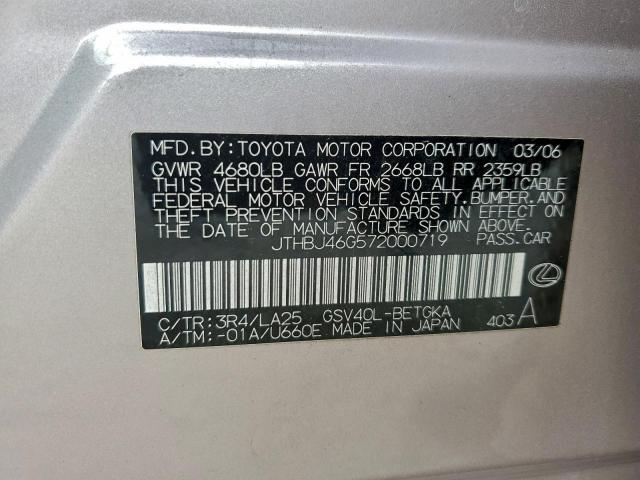 MFD. BY: TOYOTA MOTOR CORPORATION 03/06
GVWR 4680LB GAWR FR 2668LB RR 2359LB
THIS VEHICLE CONFORMS TO ALL APPLICABLE
FEDERAL MOTOR VEHICLE SAFETY, BUMPER, AND
THEFT PREVENTION STANDARDS IN EFFECT ON
THE DATE OF MANUFACTURE SHOWN ABOVE.
JTHBJ46G572000719 PASS. CAR
C/TR: 3R4/LA25 GSV40L-BETGKA
A/TM: -01A/U660E MADE IN JAPAN 403 A